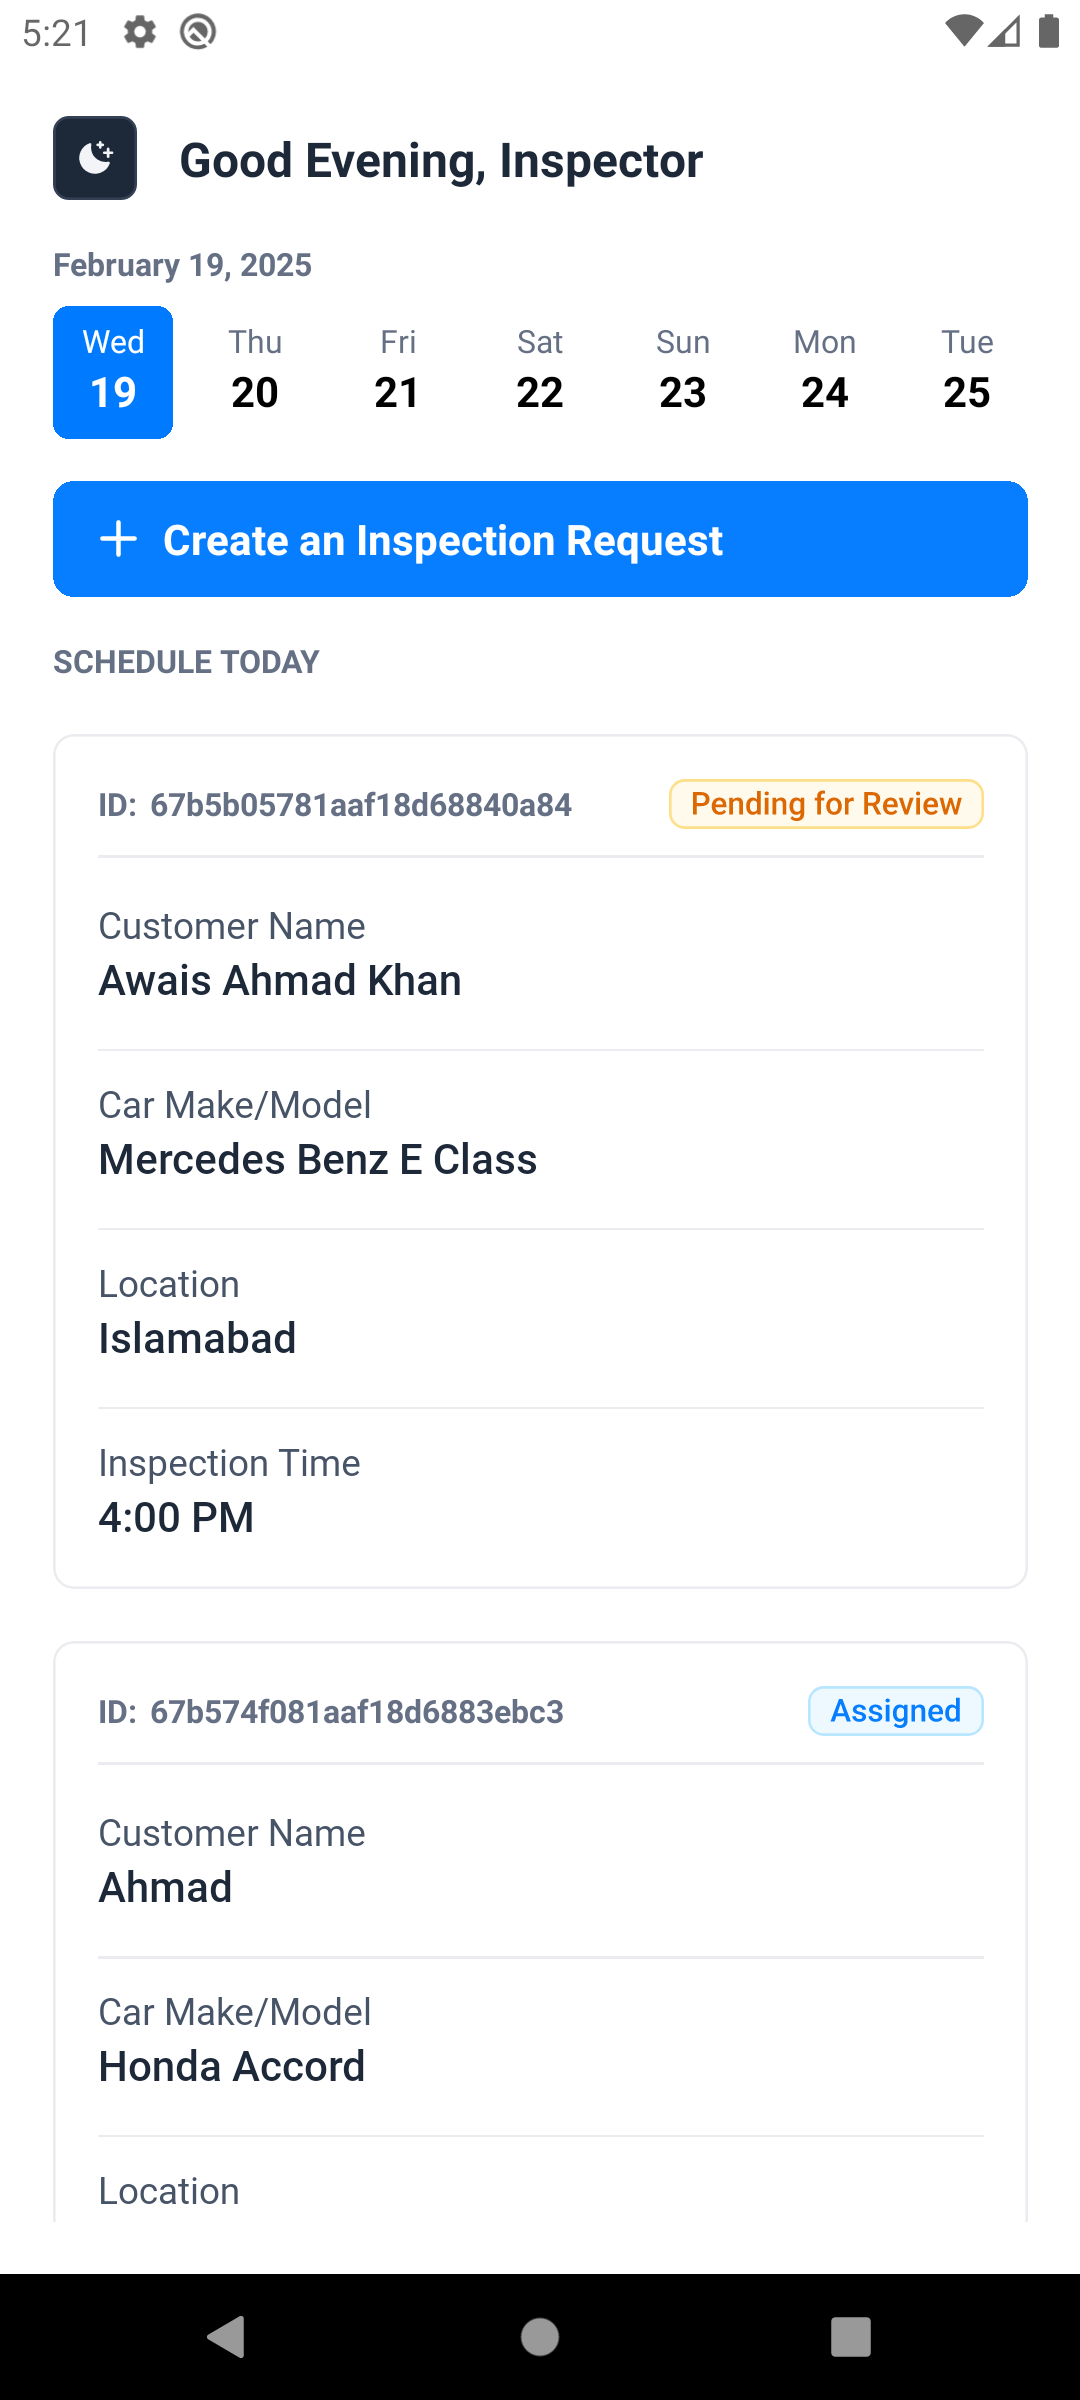 5:21
Good Evening, Inspector
February 19, 2025
Wed Thu Fri Sat Sun Mon Tue
19 20 21 22 23 24 25
Create an Inspection Request
SCHEDULE TODAY
ID: 67b5b05781aaf18d68840a84 Pending for Review
Customer Name
Awais Ahmad Khan
Car Make/Model
Mercedes Benz E Class
Location
Islamabad
Inspection Time
4:00 PM
ID: 67b574f081aaf18d6883ebc3 Assigned
Customer Name
Ahmad
Car Make/Model
Honda Accord
Location